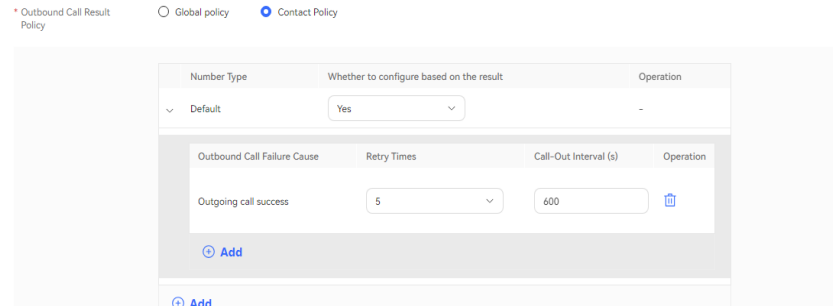 * Outbound Call Result Policy
Global policy
Contact Policy
Number Type
Whether to configure based on the result
Operation
Default
Yes
-
Outbound Call Failure Cause
Retry Times
Call-Out Interval (s)
Operation
Outgoing call success
5
600
Add
Add